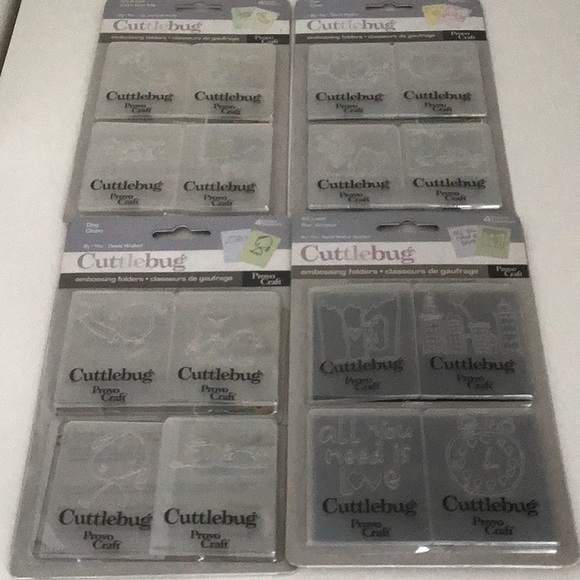 Cuttlebug
embossing folders • classeurs de gaufrage
Provo Craft
Cuttlebug
Provo
Craft
Cuttlebug
Provo
Craft
Cuttlebug
Provo
Craft
Cuttlebug
Provo
Craft
Cuttlebug
embossing folders • classeurs de gaufrage
Provo Craft
Cuttlebug
Provo
Craft
Cuttlebug
Provo
Craft
Cuttlebug
Provo
Craft
Cuttlebug
Provo
Craft
Dog
Chien
Cuttlebug
embossing folders • classeurs de gaufrage
Provo
Craft
Cuttlebug
Provo
Craft
Cuttlebug
Provo
Craft
Cuttlebug
Provo
Craft
Cuttlebug
Provo
Craft
4
Cuttlebug
embossing folders • classeurs de gaufrage
Provo
Craft
Cuttlebug
Provo
Craft
Cuttlebug
Provo
Craft
all you
need is
love
Cuttlebug
Provo
Craft
Cuttlebug
Provo
Craft